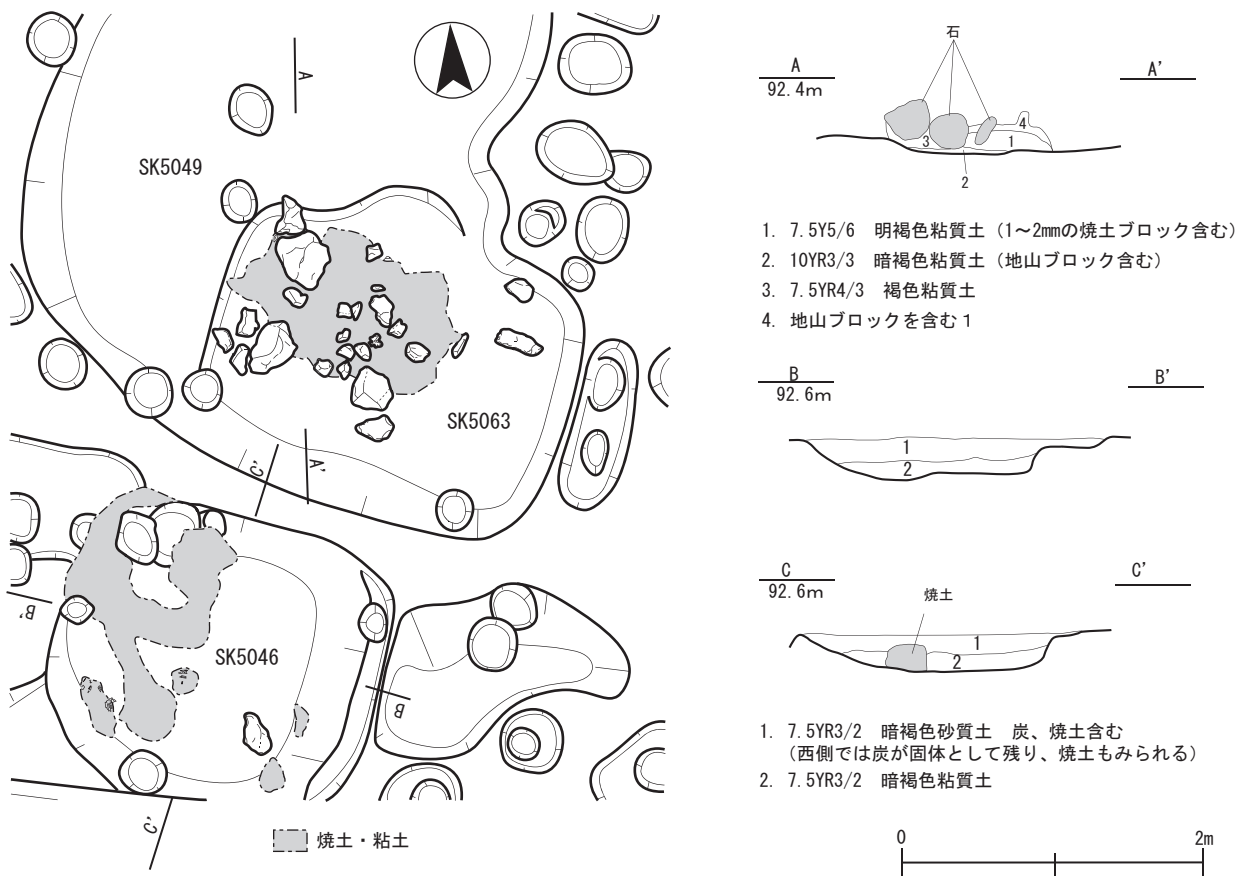 A
SK5049
SK5063
C'
A'
B'
SK5046
B
C'
焼土・粘土
石
A
A'
92.4m
4
3
1
2
1. 7.5Y5/6 明褐色粘質土（1～2mmの焼土ブロック含む）
2. 10YR3/3 暗褐色粘質土（地山ブロック含む）
3. 7.5YR4/3 褐色粘質土
4. 地山ブロックを含む１
B
B'
92.6m
1
2
C
C'
92.6m
焼土
1
2
1. 7.5YR3/2 暗褐色砂質土 炭、焼土含む
（西側では炭が固体として残り、焼土もみられる）
2. 7.5YR3/2 暗褐色粘質土
0
2m